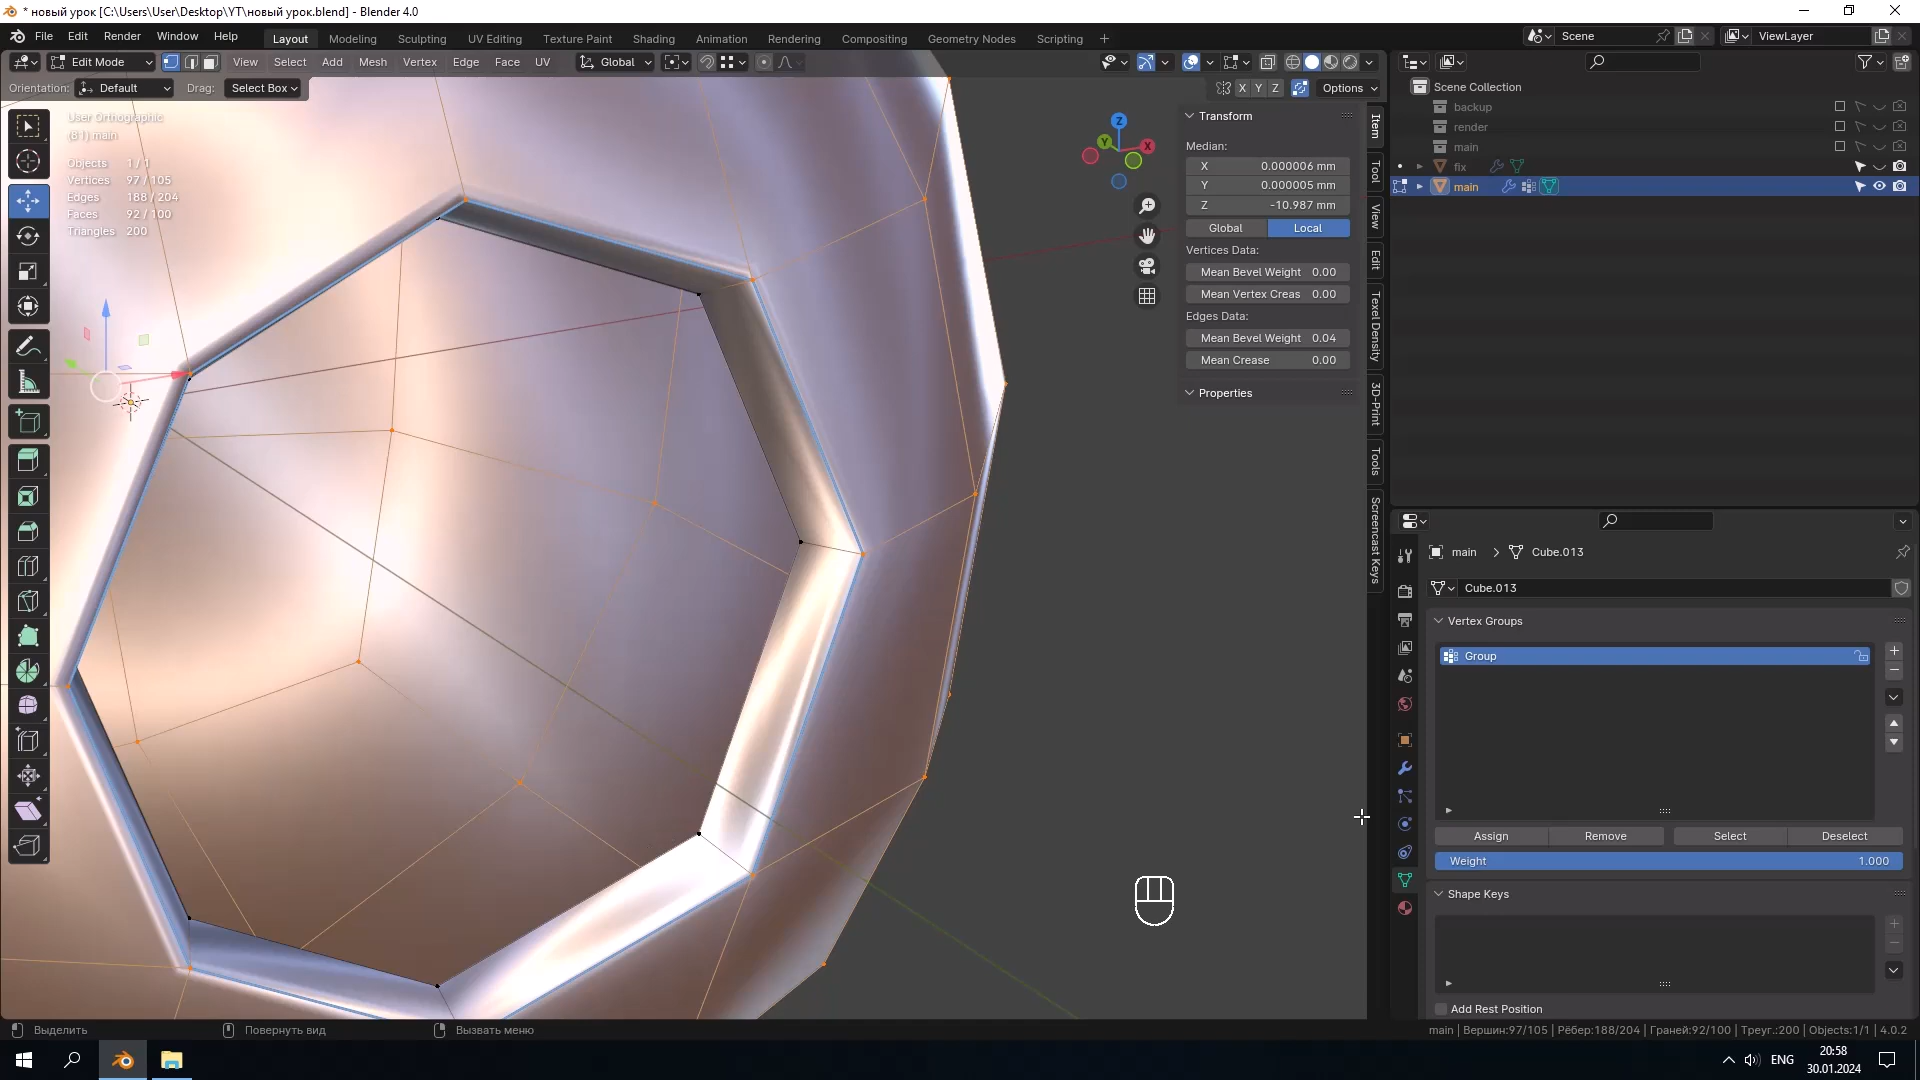 * новый урок [C:\Users\User\Desktop\YT\новый урок.blend] - Blender 4.0
File Edit Render Window Help
Layout Modeling Sculpting UV Editing Texture Paint Shading Animation Rendering Compositing Geometry Nodes Scripting +
Scene
ViewLayer
Edit Mode
View Select Add Mesh Vertex Edge Face UV
Global
Orientation: Default Drag: Select Box
X Y Z Options
User Orthographic
(61) main
Objects 1 / 1
Vertices 97 / 105
Edges 188 / 204
Faces 92 / 100
Triangles 200
Z
Y
X
Transform
Median:
X 0.000006 mm
Y 0.000005 mm
Z -10.987 mm
Global Local
Vertices Data:
Mean Bevel Weight 0.00
Mean Vertex Creas 0.00
Edges Data:
Mean Bevel Weight 0.04
Mean Crease 0.00
Properties
Item
Tool
View
Edit
Texel Density
3D-Print
Tools
Screencast Keys
Scene Collection
backup
render
main
fix
main
main > Cube.013
Cube.013
Vertex Groups
Group
Assign Remove Select Deselect
Weight 1.000
Shape Keys
Add Rest Position
Выделить
Повернуть вид
Вызвать меню
main | Вершин:97/105 | Рёбер:188/204 | Граней:92/100 | Треуг.:200 | Objects:1/1 | 4.0.2
ENG
20:58
30.01.2024